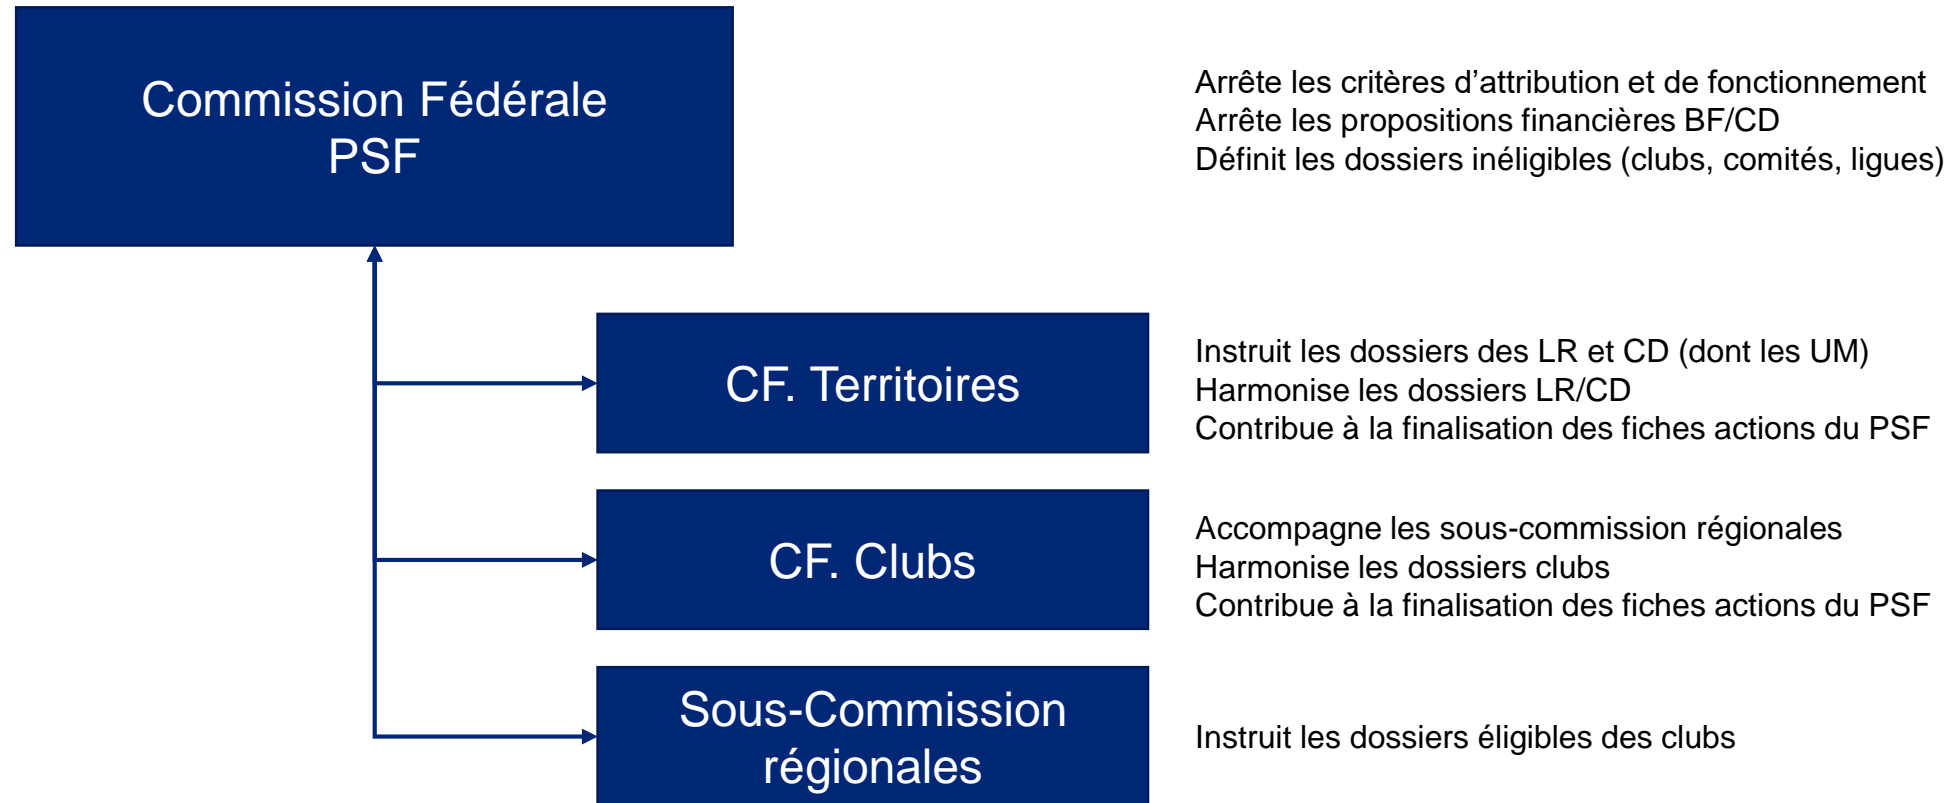 Commission Fédérale
PSF
Arrête les critères d’attribution et de fonctionnement
Arrête les propositions financières BF/CD
Définit les dossiers inéligibles (clubs, comités, ligues)
CF. Territoires
Instruit les dossiers des LR et CD (dont les UM)
Harmonise les dossiers LR/CD
Contribue à la finalisation des fiches actions du PSF
CF. Clubs
Accompagne les sous-commission régionales
Harmonise les dossiers clubs
Contribue à la finalisation des fiches actions du PSF
Sous-Commission
régionales
Instruit les dossiers éligibles des clubs